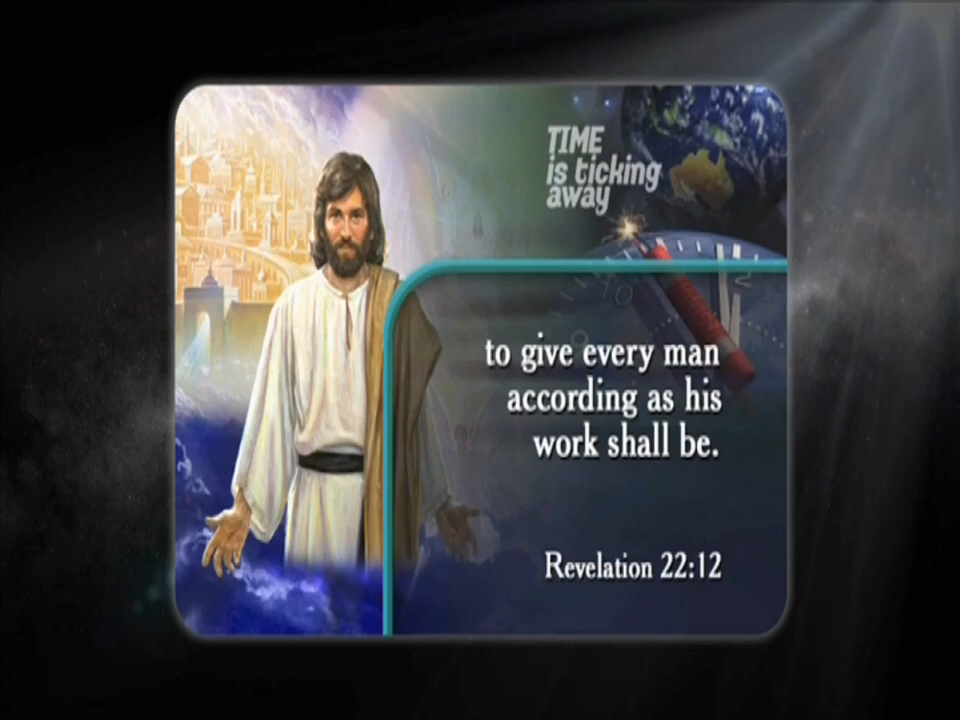 TIME
is ticking
away
to give every man
according as his
work shall be.
Revelation 22:12